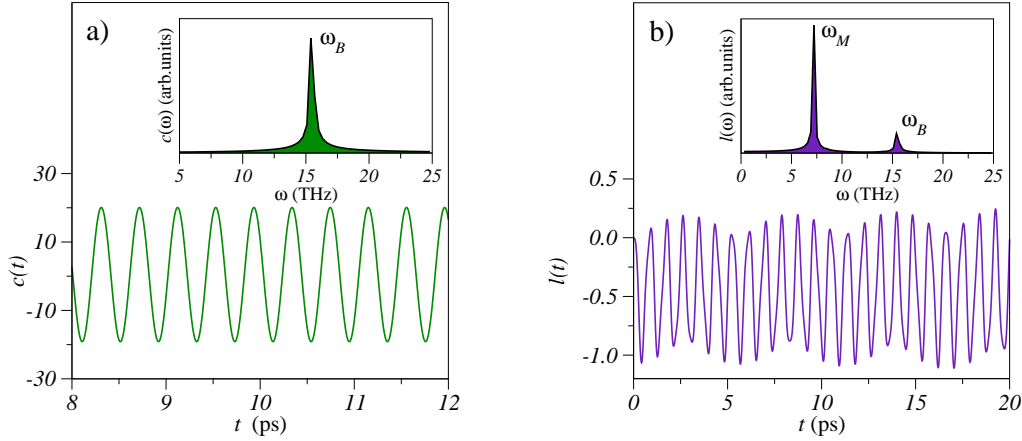 a)
c(ω) (arb.units)
ω_B
5 10 15 20 25
ω (THz)
30
10
-10
-30
c(t)
8 9 10 11 12
t (ps)
b)
l(ω) (arb.units)
ω_M
ω_B
0 5 10 15 20 25
ω (THz)
0.5
0.0
-0.5
-1.0
l(t)
0 5 10 15 20
t (ps)